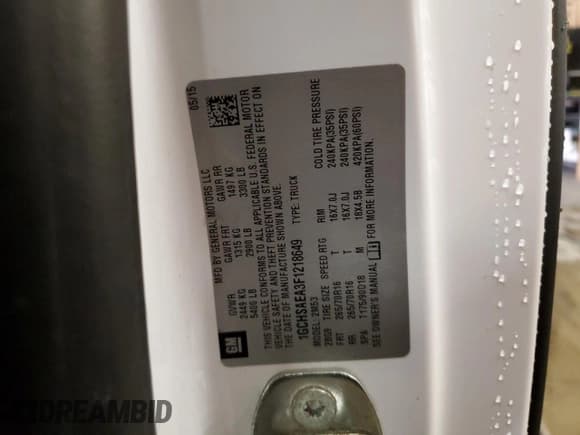 05/15
MFD BY GENERAL MOTORS LLC
GVWR GAWR FRT GAWR RR
2449 KG 1315 KG 1497 KG
5400 LB 2900 LB 3300 LB
THIS VEHICLE CONFORMS TO ALL APPLICABLE U.S. FEDERAL MOTOR
VEHICLE SAFETY AND THEFT PREVENTION STANDARDS IN EFFECT ON
THE DATE OF MANUFACTURE SHOWN ABOVE.
1GCHSAEA3F1218649 TYPE: TRUCK
MODEL: 2M53
TIRE SIZE SPEED RTG RIM COLD TIRE PRESSURE
FRT 265/70R16 T 16X7.0J 240KPA(35PSI)
RR 265/70R16 T 16X7.0J 240KPA(35PSI)
SPA T175/90D18 M 18X4.5B 420KPA(60PSI)
SEE OWNER'S MANUAL FOR MORE INFORMATION.
GM
DREAMBID